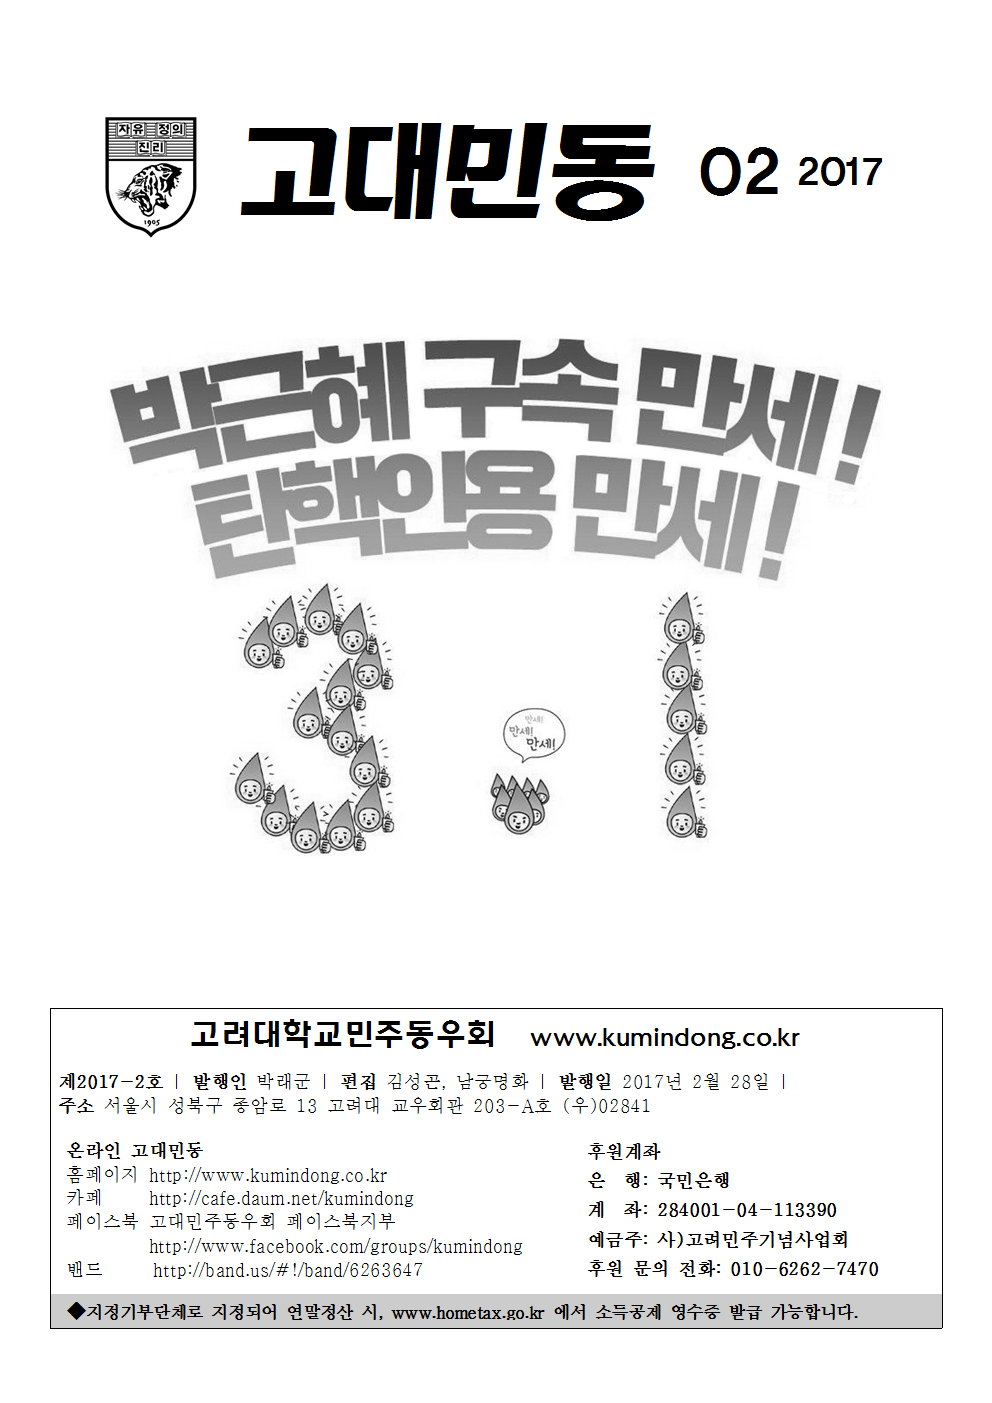 자유 정의
진리
1905
고대민동 02 2017
박근혜 구속 만세!
탄핵인용 만세!
3.1
만세!
만세!
만세!
고려대학교민주동우회 www.kumindong.co.kr
제2017-2호 | 발행인 박래군 | 편집 김성곤, 남궁명화 | 발행일 2017년 2월 28일 |
주소 서울시 성북구 종암로 13 고려대 교우회관 203-A호 (우)02841
온라인 고대민동
홈페이지 http://www.kumindong.co.kr
카페 http://cafe.daum.net/kumindong
페이스북 고대민주동우회 페이스북지부
http://www.facebook.com/groups/kumindong
밴드 http://band.us/#!/band/6263647
후원계좌
은 행: 국민은행
계 좌: 284001-04-113390
예금주: 사)고려민주기념사업회
후원 문의 전화: 010-6262-7470
◆지정기부단체로 지정되어 연말정산 시, www.hometax.go.kr 에서 소득공제 영수증 발급 가능합니다.